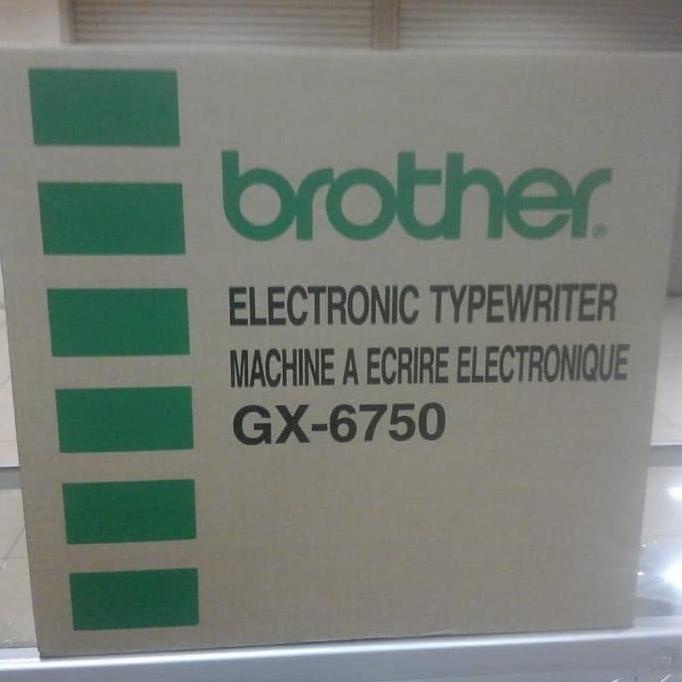 brother®
ELECTRONIC TYPEWRITER
MACHINE A ECRIRE ELECTRONIQUE
GX-6750